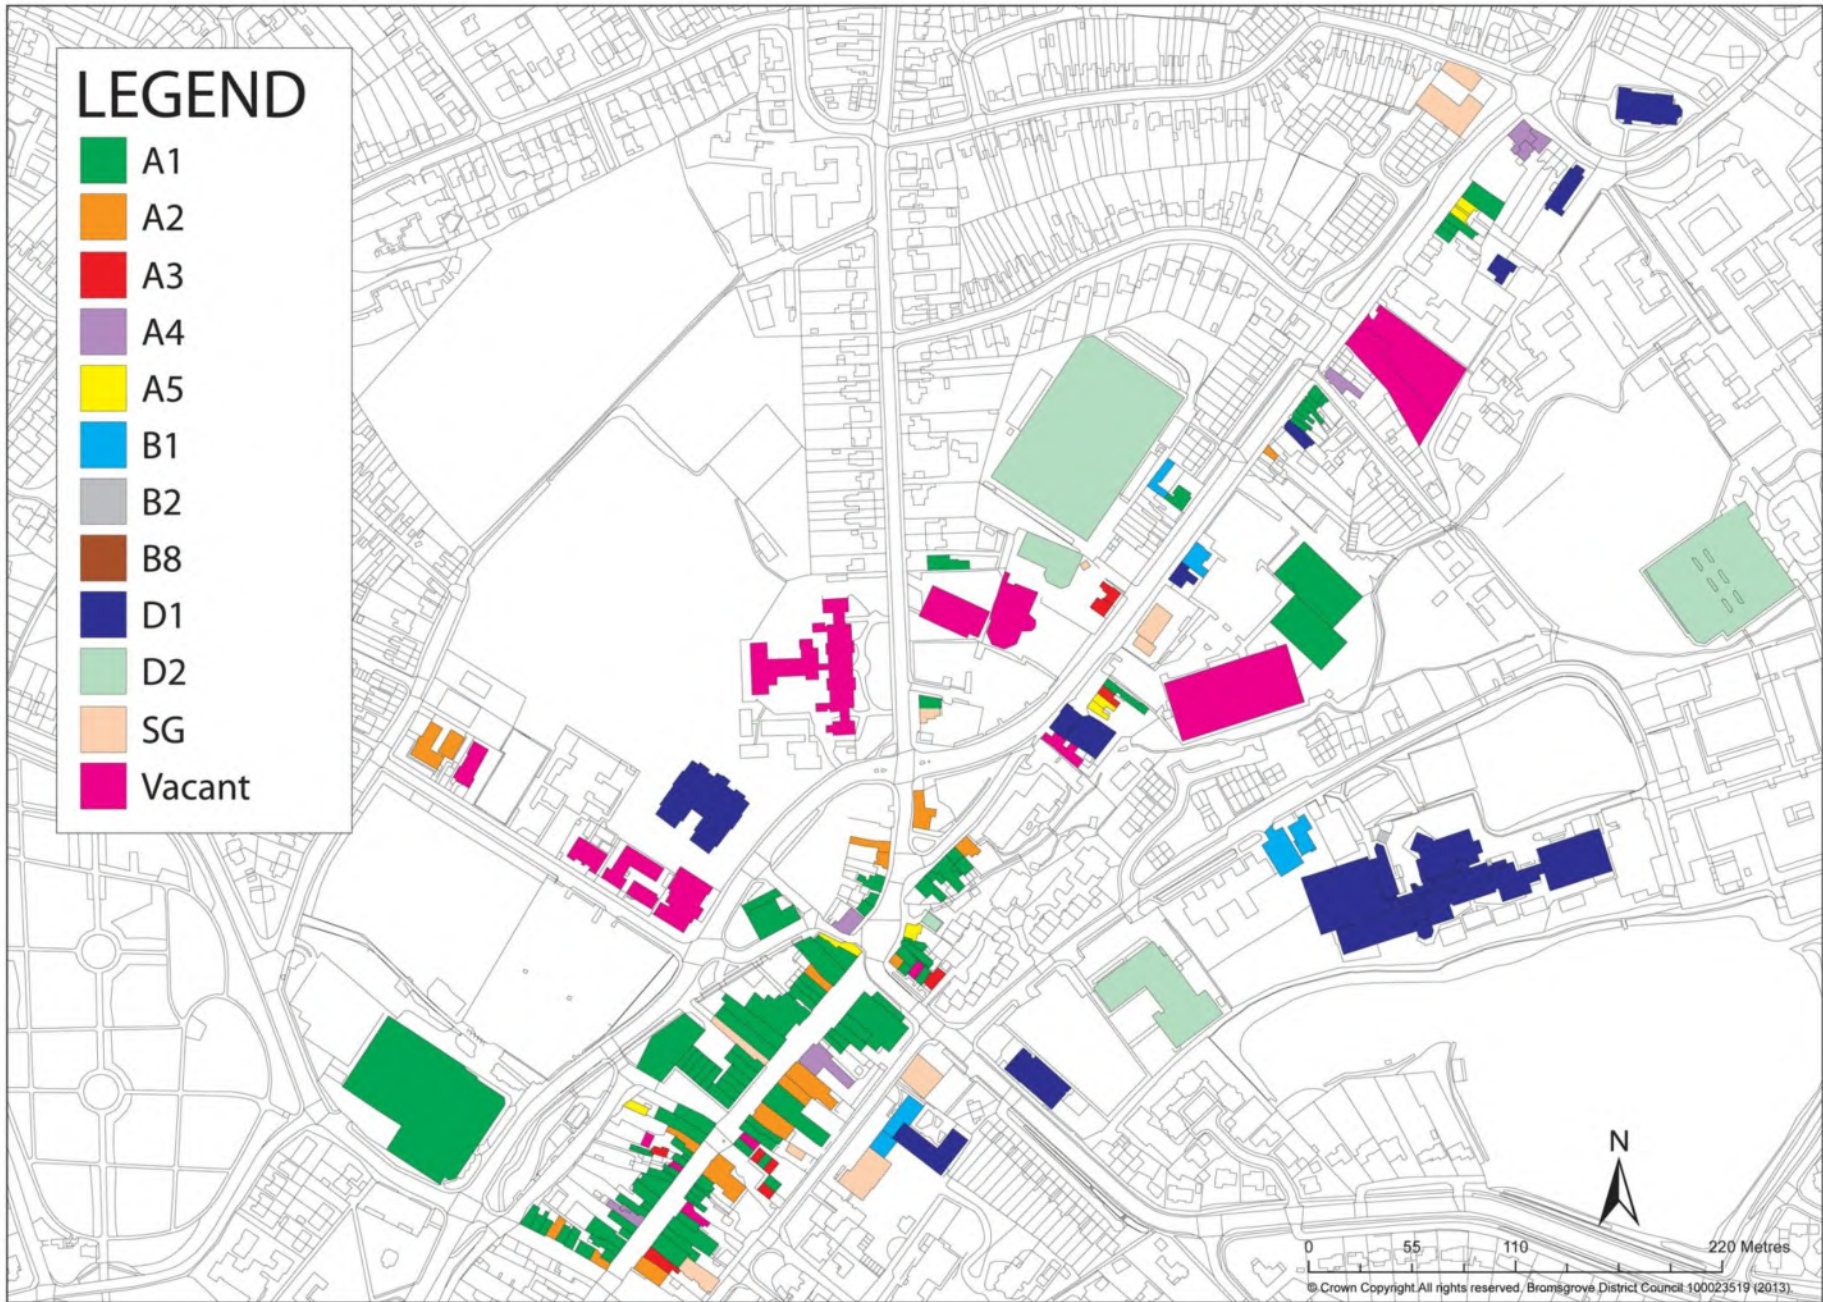 LEGEND
A1
A2
A3
A4
A5
B1
B2
B8
D1
D2
SG
Vacant
N
0 55 110 220 Metres
© Crown Copyright.All rights reserved. Bromsgrove District Council 100023519 (2013).